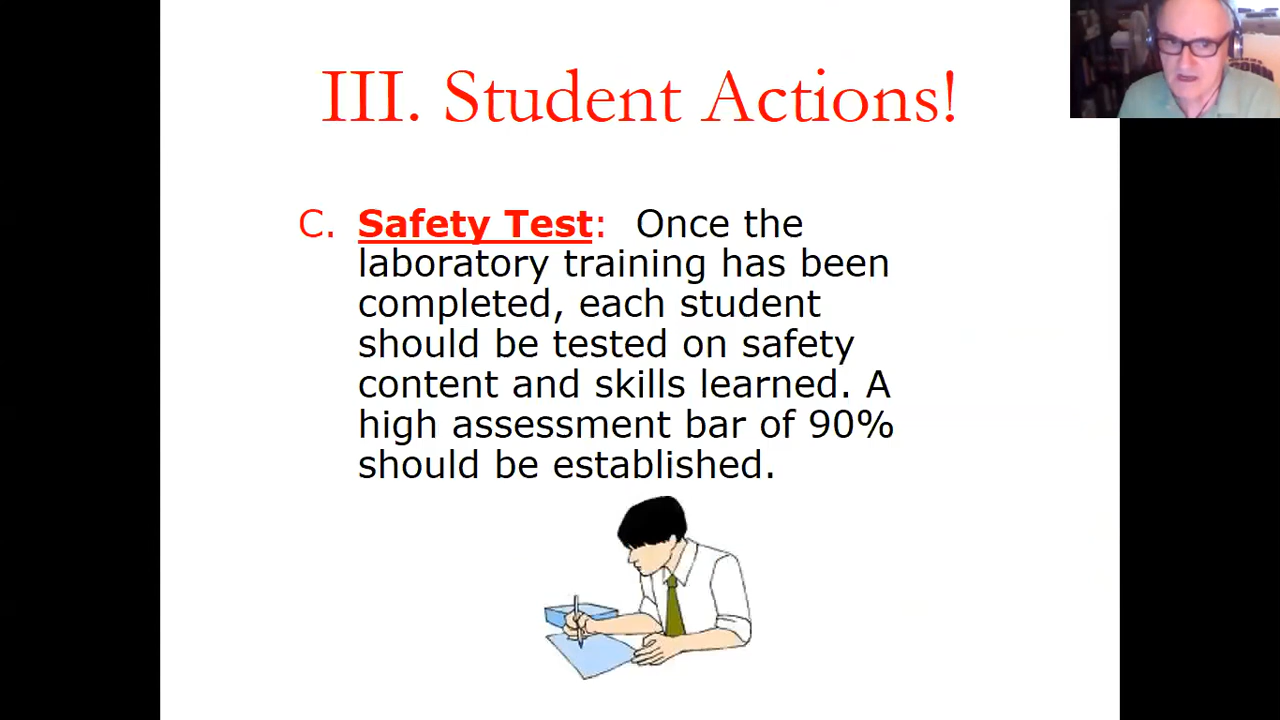 III. Student Actions!
C. Safety Test: Once the
laboratory training has been
completed, each student
should be tested on safety
content and skills learned. A
high assessment bar of 90%
should be established.